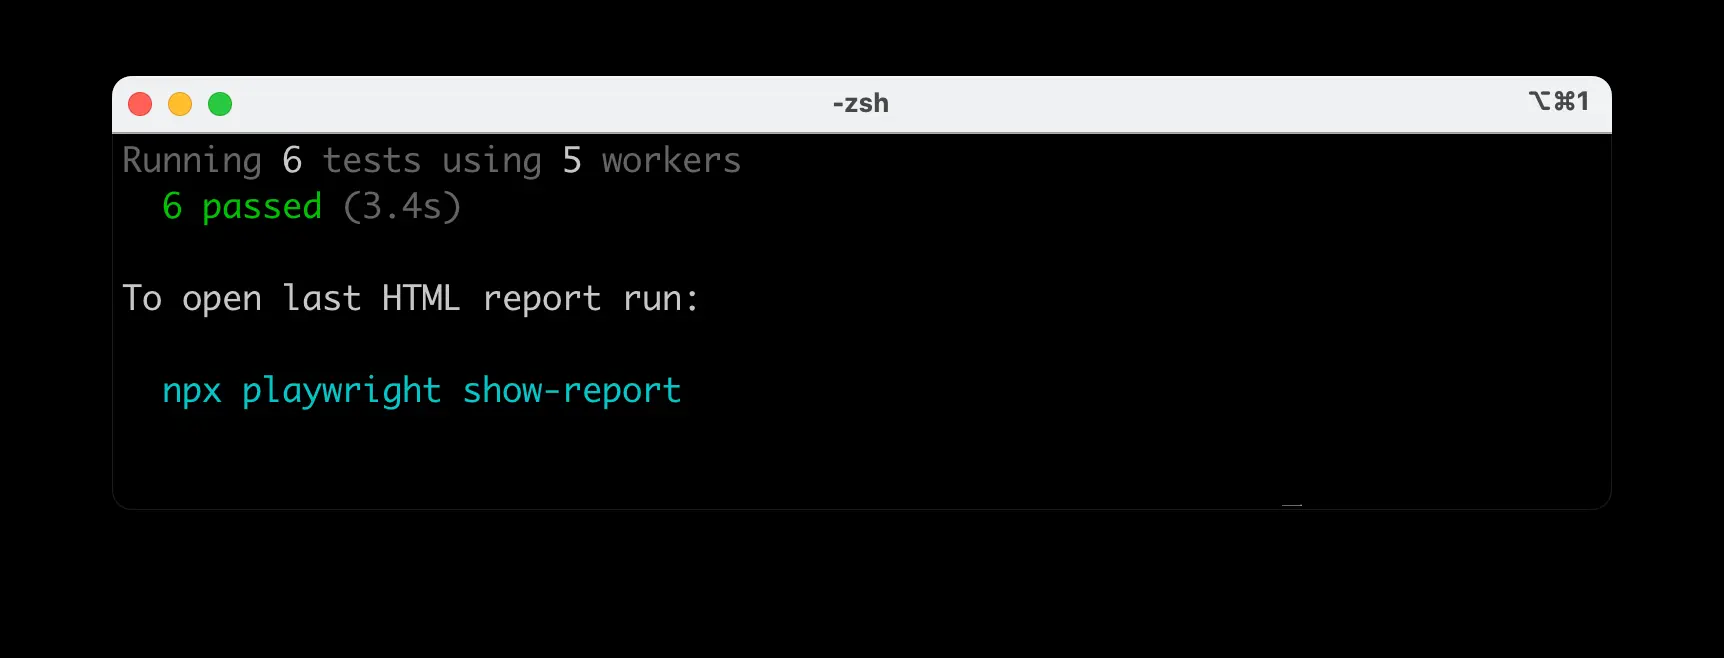 -zsh
⌥⌘1
Running 6 tests using 5 workers
6 passed (3.4s)
To open last HTML report run:
npx playwright show-report